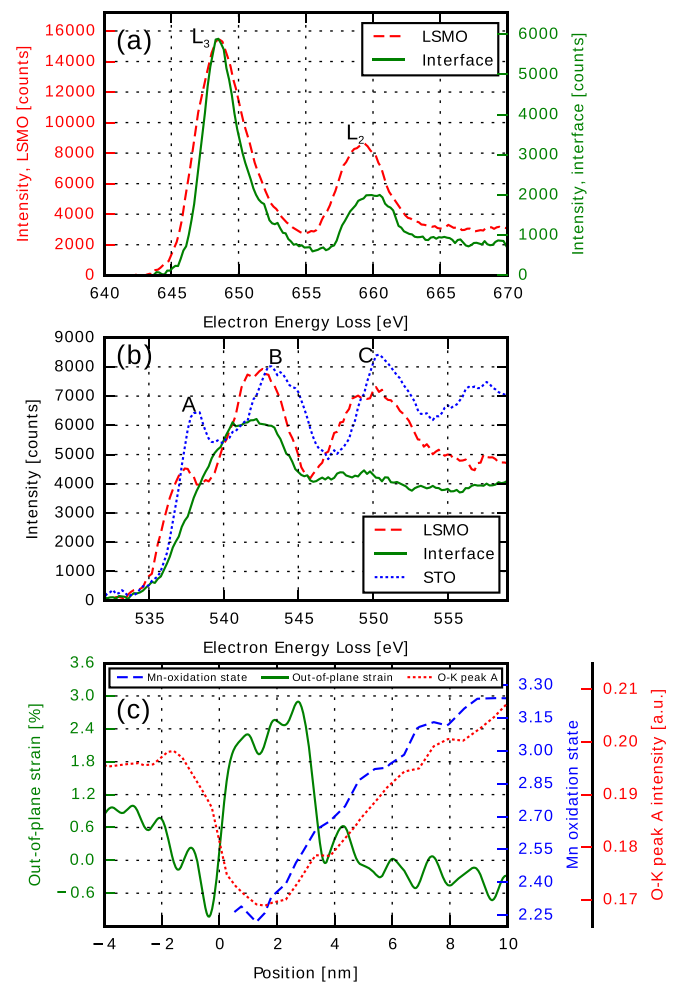 (a)
L3
L2
LSMO
Interface
16000
14000
12000
10000
8000
6000
4000
2000
0
Intensity, LSMO [counts]
6000
5000
4000
3000
2000
1000
0
Intensity, interface [counts]
640 645 650 655 660 665 670
Electron Energy Loss [eV]
(b)
A
B
C
9000
8000
7000
6000
5000
4000
3000
2000
1000
0
Intensity [counts]
LSMO
Interface
STO
535 540 545 550 555
Electron Energy Loss [eV]
Mn-oxidation state Out-of-plane strain O-K peak A
(c)
3.6
3.0
2.4
1.8
1.2
0.6
0.0
−0.6
Out-of-plane strain [%]
3.30
3.15
3.00
2.85
2.70
2.55
2.40
2.25
Mn oxidation state
0.21
0.20
0.19
0.18
0.17
O-K peak A intensity [a.u.]
−4 −2 0 2 4 6 8 10
Position [nm]